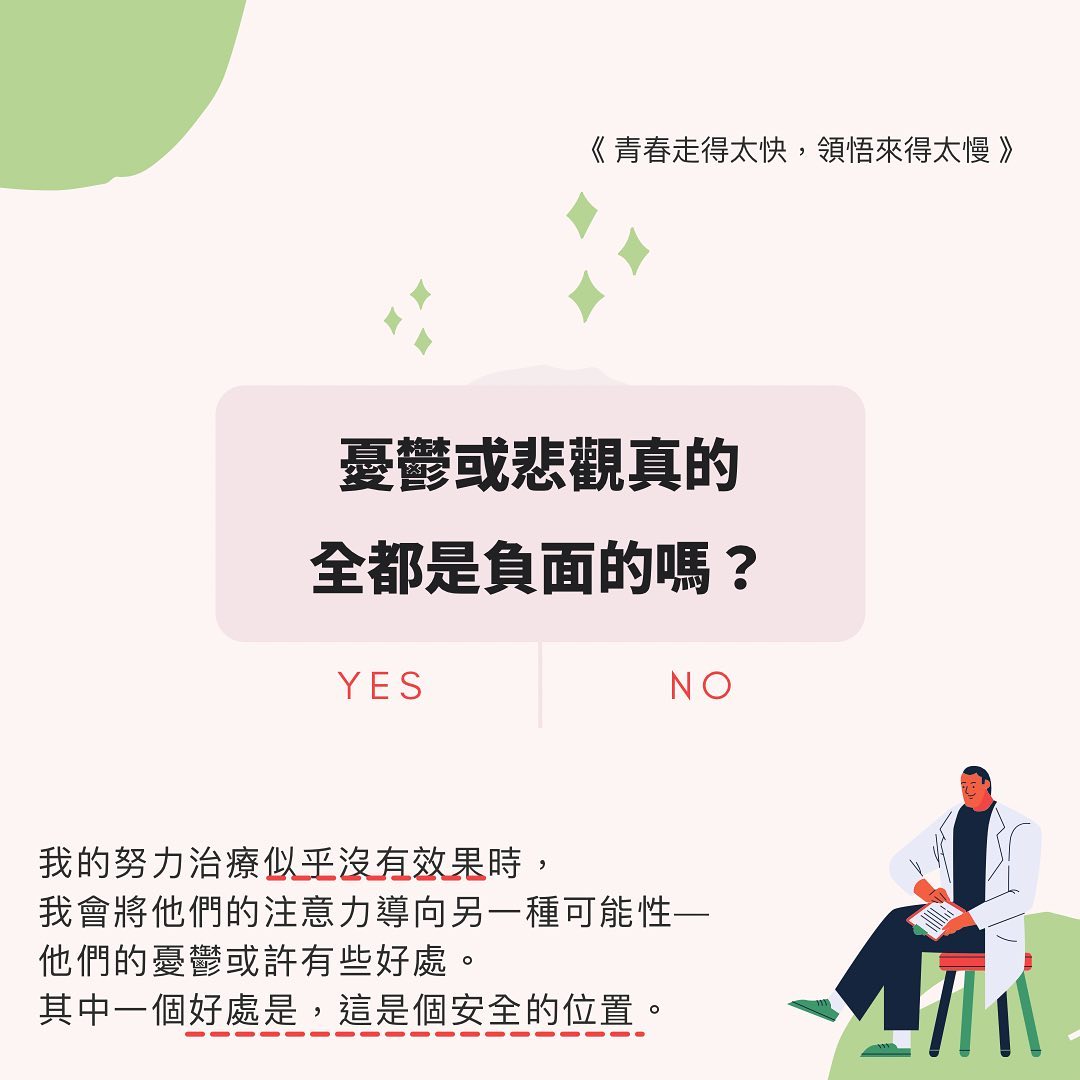 《 青春走得太快，領悟來得太慢 》
憂鬱或悲觀真的
全都是負面的嗎？
YES
NO
我的努力治療似乎沒有效果時，
我會將他們的注意力導向另一種可能性—
他們的憂鬱或許有些好處。
其中一個好處是，這是個安全的位置。